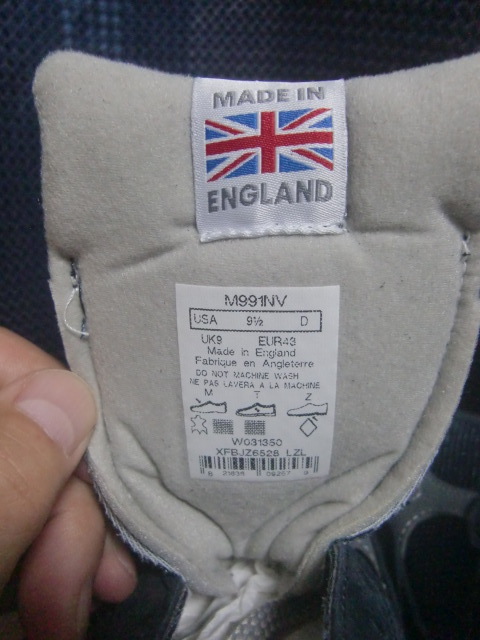 MADE IN
ENGLAND
M991NV
USA 9½ D
UK9 EUR43
Made in England
Fabrique en Angleterre
DO NOT MACHINE WASH
NE PAS LAVERA A LA MACHINE
M T Z
W031350
XFBJZ6528 LZL